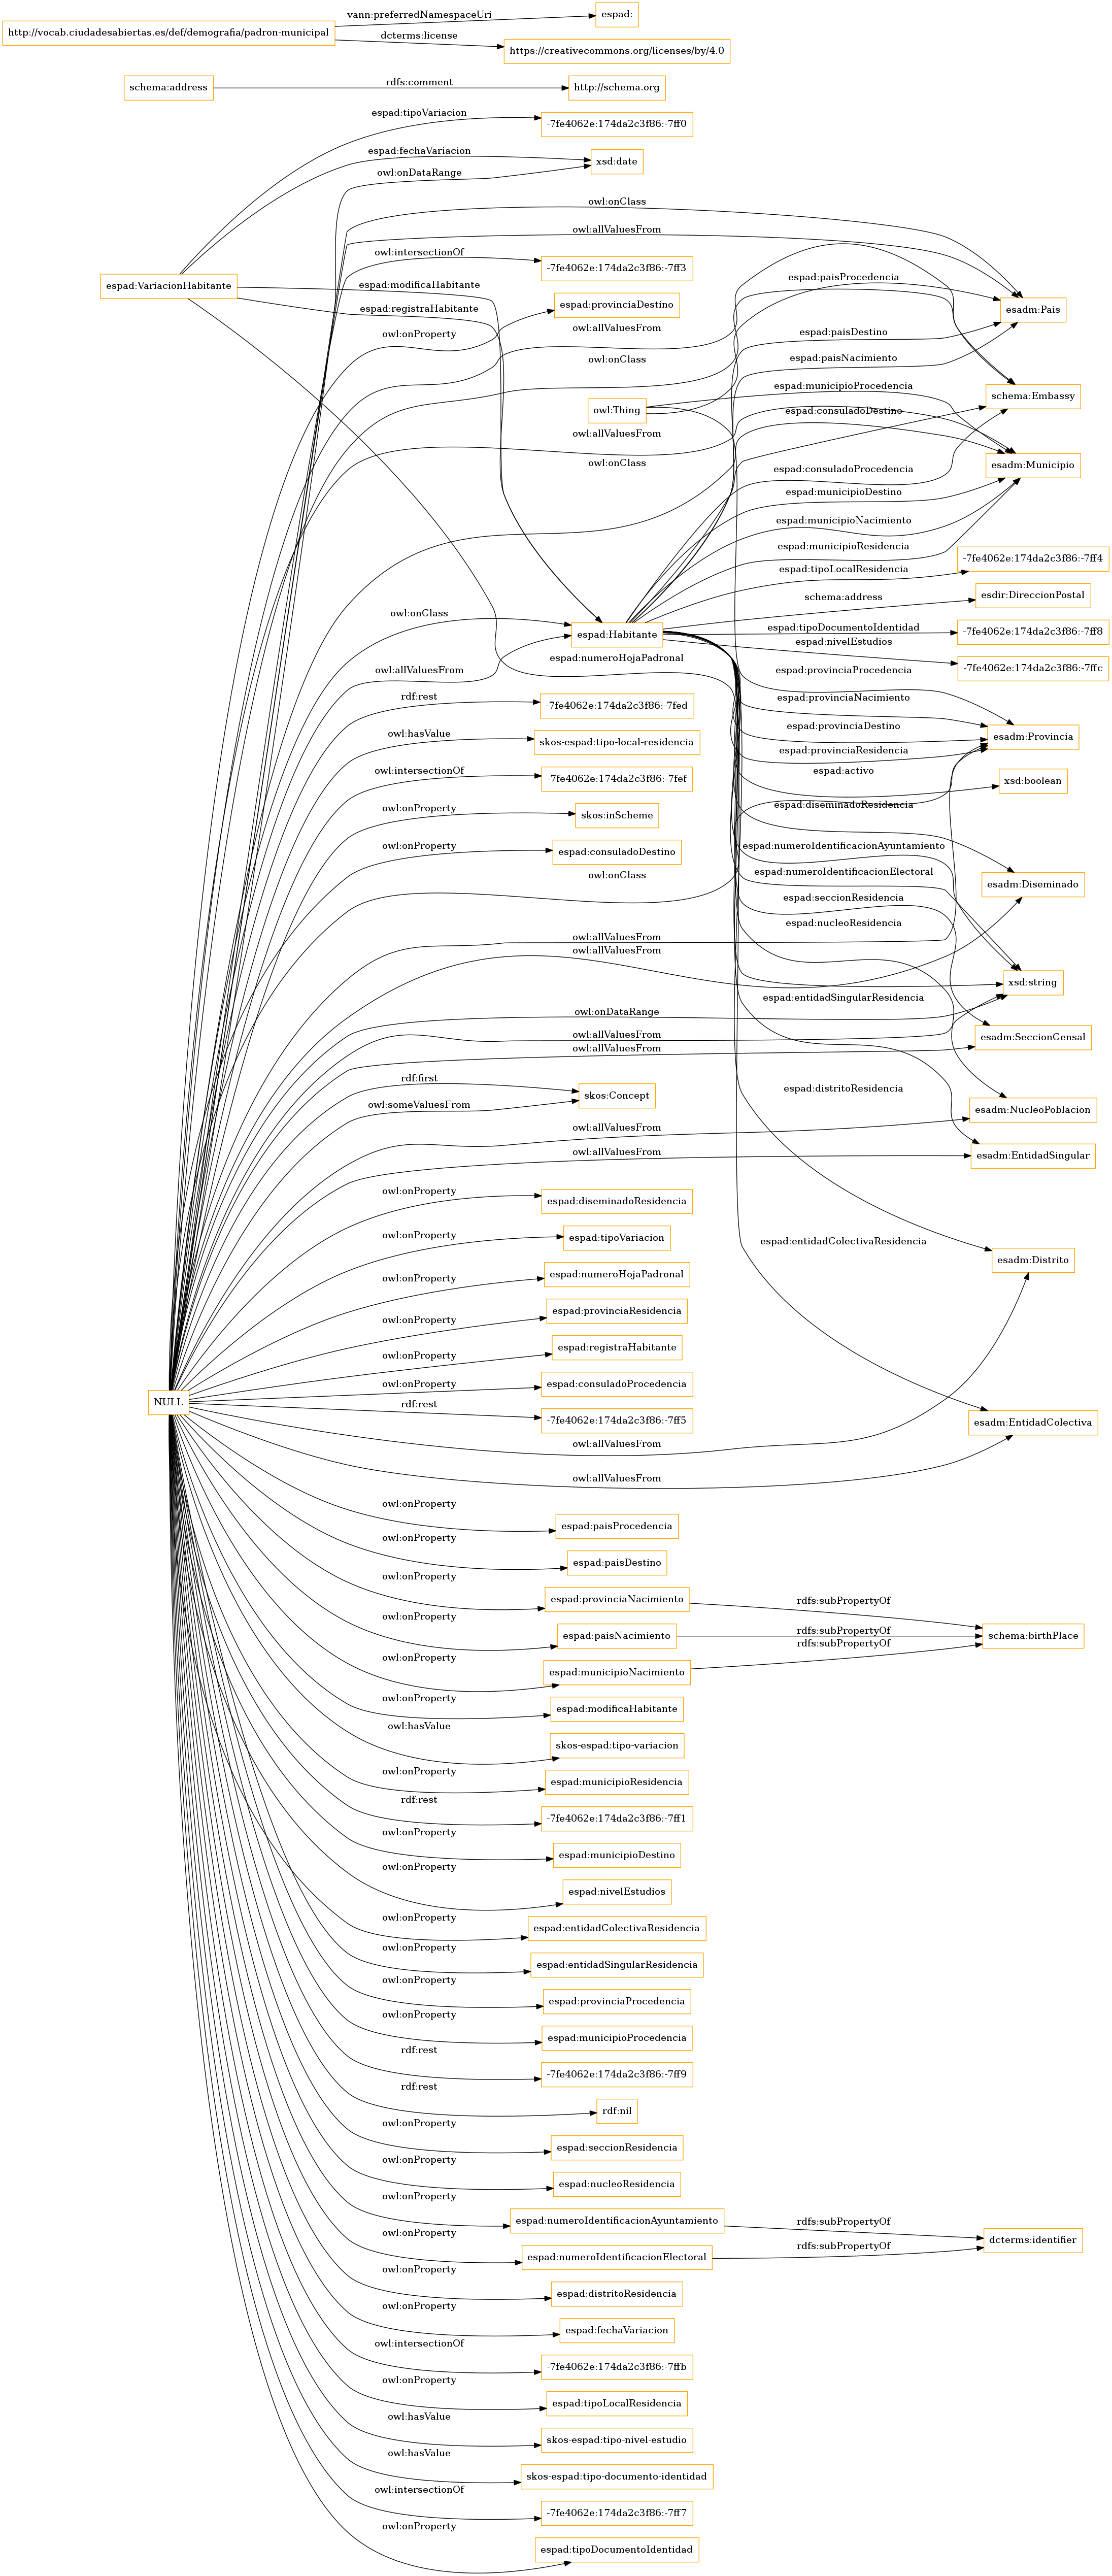 vann:preferredNamespaceUri
espad:
http://vocab.ciudadesabiertas.es/def/demografia/padron-municipal
dcterms:license
https://creativecommons.org/licenses/by/4.0
schema:address
rdfs:comment
http://schema.org
espad:tipoVariacion
-7fe4062e:174da2c3f86:-7ff0
espad:fechaVariacion
xsd:date
owl:onDataRange
owl:onClass
owl:allValuesFrom
owl:intersectionOf
-7fe4062e:174da2c3f86:-7ff3
espad:VariacionHabitante
espad:modificaHabitante
espad:paisProcedencia
espad:registraHabitante
espad:provinciaDestino
esadm:Pais
owl:onProperty
owl:allValuesFrom
espad:paisDestino
owl:onClass
espad:paisNacimiento
espad:municipioProcedencia
schema:Embassy
owl:Thing
espad:consuladoDestino
owl:allValuesFrom
owl:onClass
esadm:Municipio
espad:consuladoProcedencia
espad:municipioDestino
espad:municipioNacimiento
espad:municipioResidencia
-7fe4062e:174da2c3f86:-7ff4
espad:tipoLocalResidencia
schema:address
esdir:DireccionPostal
owl:onClass
espad:Habitante
espad:tipoDocumentoIdentidad
-7fe4062e:174da2c3f86:-7ff8
espad:nivelEstudios
espad:numeroHojaPadronal
-7fe4062e:174da2c3f86:-7ffc
owl:allValuesFrom
espad:provinciaProcedencia
rdf:rest
-7fe4062e:174da2c3f86:-7fed
espad:provinciaNacimiento
espad:provinciaDestino
esadm:Provincia
owl:hasValue
skos-espad:tipo-local-residencia
espad:provinciaResidencia
owl:intersectionOf
-7fe4062e:174da2c3f86:-7fef
espad:activo
xsd:boolean
owl:onProperty
skos:inScheme
espad:diseminadoResidencia
owl:onProperty
espad:consuladoDestino
espad:numeroIdentificacionAyuntamiento
owl:onClass
espad:numeroIdentificacionElectoral
esadm:Diseminado
espad:seccionResidencia
espad:nucleoResidencia
owl:allValuesFrom
owl:allValuesFrom
xsd:string
espad:entidadSingularResidencia
owl:onDataRange
owl:allValuesFrom
esadm:SeccionCensal
owl:allValuesFrom
rdf:first
skos:Concept
espad:distritoResidencia
owl:someValuesFrom
esadm:NucleoPoblacion
owl:allValuesFrom
owl:allValuesFrom
esadm:EntidadSingular
owl:onProperty
espad:diseminadoResidencia
owl:onProperty
espad:tipoVariacion
espad:entidadColectivaResidencia
esadm:Distrito
owl:onProperty
espad:numeroHojaPadronal
owl:onProperty
espad:provinciaResidencia
owl:onProperty
espad:registraHabitante
owl:onProperty
espad:consuladoProcedencia
NULL
rdf:rest
-7fe4062e:174da2c3f86:-7ff5
esadm:EntidadColectiva
owl:allValuesFrom
owl:allValuesFrom
owl:onProperty
espad:paisProcedencia
owl:onProperty
espad:paisDestino
owl:onProperty
espad:provinciaNacimiento
rdfs:subPropertyOf
owl:onProperty
espad:paisNacimiento
rdfs:subPropertyOf
schema:birthPlace
rdfs:subPropertyOf
owl:onProperty
espad:municipioNacimiento
owl:onProperty
espad:modificaHabitante
owl:hasValue
skos-espad:tipo-variacion
owl:onProperty
espad:municipioResidencia
rdf:rest
-7fe4062e:174da2c3f86:-7ff1
owl:onProperty
espad:municipioDestino
owl:onProperty
espad:nivelEstudios
owl:onProperty
espad:entidadColectivaResidencia
owl:onProperty
espad:entidadSingularResidencia
owl:onProperty
espad:provinciaProcedencia
owl:onProperty
espad:municipioProcedencia
rdf:rest
-7fe4062e:174da2c3f86:-7ff9
rdf:rest
rdf:nil
owl:onProperty
espad:seccionResidencia
owl:onProperty
espad:nucleoResidencia
owl:onProperty
espad:numeroIdentificacionAyuntamiento
rdfs:subPropertyOf
dcterms:identifier
owl:onProperty
espad:numeroIdentificacionElectoral
rdfs:subPropertyOf
owl:onProperty
espad:distritoResidencia
owl:onProperty
espad:fechaVariacion
owl:intersectionOf
-7fe4062e:174da2c3f86:-7ffb
owl:onProperty
espad:tipoLocalResidencia
owl:hasValue
skos-espad:tipo-nivel-estudio
owl:hasValue
skos-espad:tipo-documento-identidad
owl:intersectionOf
-7fe4062e:174da2c3f86:-7ff7
owl:onProperty
espad:tipoDocumentoIdentidad